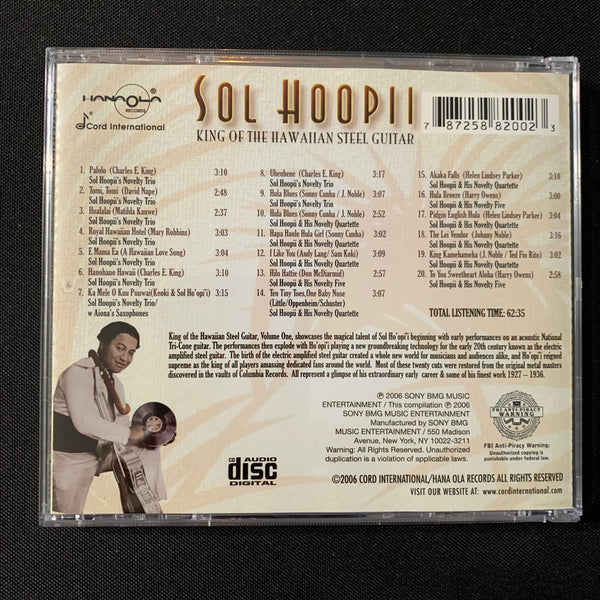 HANAOLA
RECORDS
Cord International
SOL HOOPII
KING OF THE HAWAIIAN STEEL GUITAR
7 87258 82002 3
1. Palolo (Charles E. King) 3:10
Sol Hoopii's Novelty Trio
2. Tomi, Tomi (David Nape) 2:48
Sol Hoopii's Novelty Trio
3. Hoalalai (Matilda Kauwe) 2:37
Sol Hoopii's Novelty Trio
4. Royal Hawaiian Hotel (Mary Robbins) 3:03
Sol Hoopii's Novelty Trio
5. E Mama Ea (A Hawaiian Love Song) 3:04
Sol Hoopii's Novelty Trio
6. Hanohano Hawaii (Charles E. King) 3:10
Sol Hoopii's Novelty Trio
7. Ka Mele O Kuu Puuwai(Keoki & Sol Ho'opi'i) 3:15
Sol Hoopii's Novelty Trio/
w Aiona's Saxophones
8. Uheuhene (Charles E. King) 3:17
Sol Hoopii's Novelty Trio
9. Hula Blues (Sonny Cunha / J. Noble) 3:16
Sol Hoopii's Novelty Trio
10. Hula Blues (Sonny Cunha / J. Noble) 2:52
Sol Hoopii & His Novelty Quartette
11. Hapa Haole Hula Girl (Sonny Cunha) 3:02
Sol Hoopii & His Novelty Quartette
12. I Like You (Andy Lang/ Sam Koki) 3:09
Sol Hoopii & His Novelty Five
13. Hilo Hattie (Don McDiarmid) 3:57
Sol Hoopii & His Novelty Five
14. Ten Tiny Toes,One Baby Nose 3:07
(Little/Oppenheim/Schuster)
Sol Hoopii & His Novelty Quartette
15. Akaka Falls (Helen Lindsey Parker) 3:10
Sol Hoopii & His Novelty Quartette
16. Hula Breeze (Harry Owens) 3:00
Sol Hoopii & His Novelty Five
17. Pidgin English Hula (Helen Lindsey Parker) 3:04
Sol Hoopii & His Novelty Quartette
18. The Lei Vendor (Johnny Noble) 3:16
Sol Hoopii & His Novelty Quartette
19. King Kamehameha (J. Noble / Ted Fio Rito) 3:02
Sol Hoopii & His Novelty Quartette
20. To You Sweetheart Aloha (Harry Owens) 2:58
Sol Hoopii & His Novelty Five
TOTAL LISTENING TIME: 62:35
King of the Hawaiian Steel Guitar, Volume One, showcases the magical talent of Sol Ho'opi'i beginning with early performances on an acoustic National
Tri-Cone guitar. The performances then explode with Ho'opi'i playing a new groundbreaking technology for the early 20th century known as the electric
amplified steel guitar. The birth of the electric amplified steel guitar created a whole new world for musicians and audiences alike, and Ho'opi'i reigned
supreme as the king of all players amassing dedicated fans around the world. Most of these twenty cuts were restored from the original metal masters
discovered in the vaults of Columbia Records. All represent a glimpse of his extraordinary early career & some of his finest work 1927 – 1936.
℗ 2006 SONY BMG MUSIC
ENTERTAINMENT / This compilation ℗ 2006
SONY BMG MUSIC ENTERTAINMENT
Manufactured by SONY BMG
MUSIC ENTERTAINMENT / 550 Madison
Avenue, New York, NY 10022-3211
Warning: All Rights Reserved. Unauthorized
duplication is a violation of applicable laws.
FBI ANTI-PIRACY
WARNING
FBI Anti-Piracy Warning:
Unauthorized copying is
punishable under federal law.
COMPACT
disc
DIGITAL AUDIO
©2006 CORD INTERNATIONAL/HANA OLA RECORDS ALL RIGHTS RESERVED
VISIT OUR WEBSITE AT: www.cordinternational.com